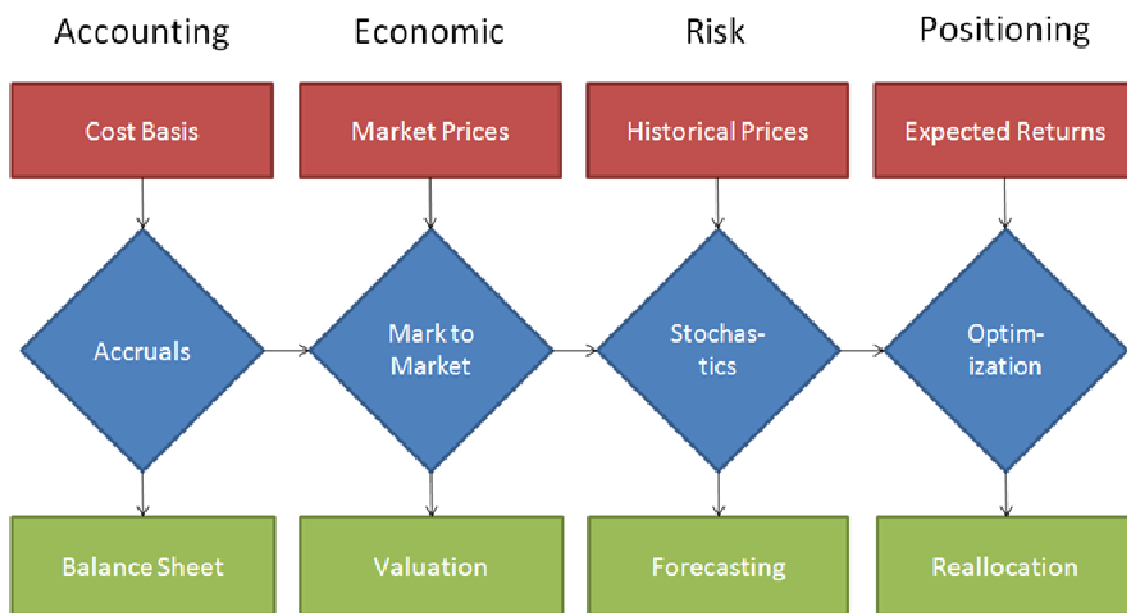 Accounting
Economic
Risk
Positioning
Cost Basis
Market Prices
Historical Prices
Expected Returns
Accruals
Mark to
Market
Stochas-
tics
Optim-
ization
Balance Sheet
Valuation
Forecasting
Reallocation